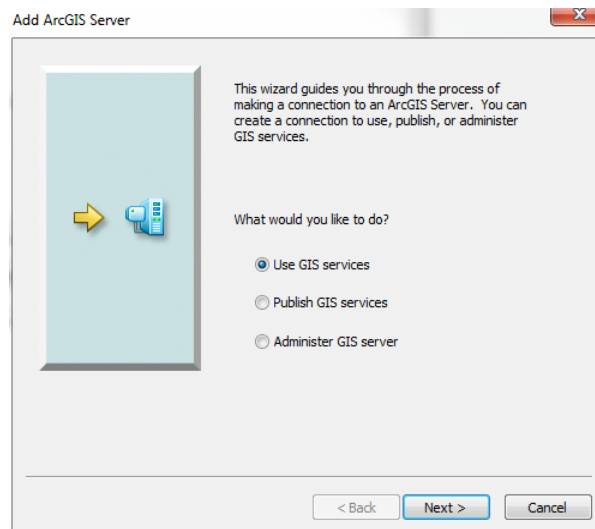 Add ArcGIS Server
This wizard guides you through the process of
making a connection to an ArcGIS Server. You can
create a connection to use, publish, or administer
GIS services.
What would you like to do?
Use GIS services
Publish GIS services
Administer GIS server
< Back Next > Cancel